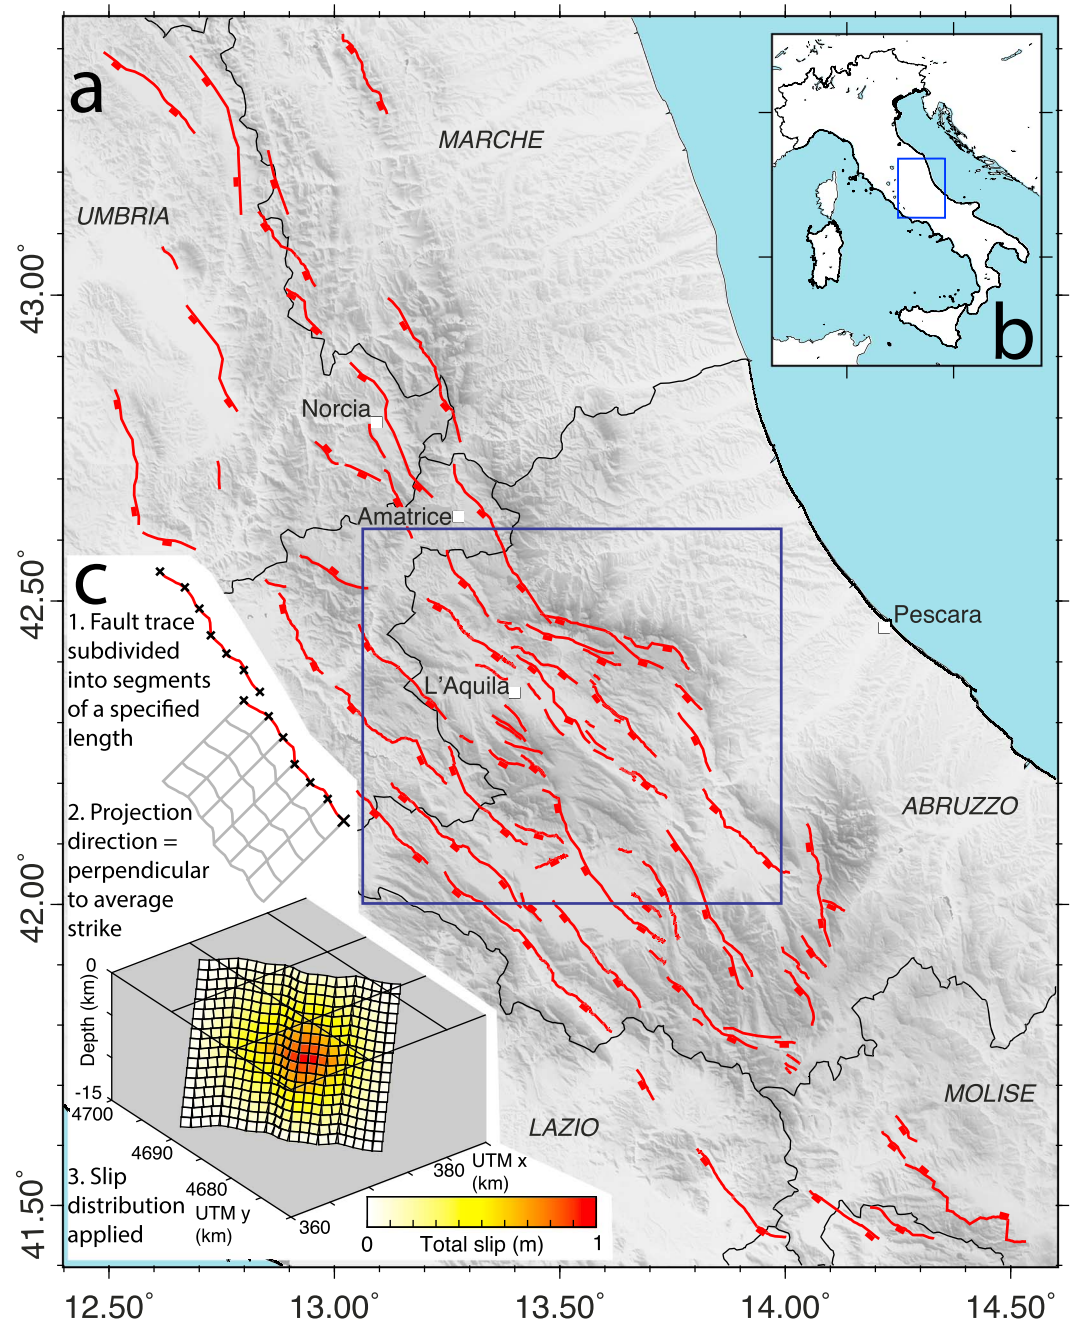 a
MARCHE
UMBRIA
b
Norcia
Amatrice
Pescara
L'Aquila
ABRUZZO
MOLISE
LAZIO
c
1. Fault trace
subdivided
into segments
of a specified
length
2. Projection
direction =
perpendicular
to average
strike
0
Depth (km)
-15
4700
4690
4680
UTM y
(km)
360
380
UTM x
(km)
3. Slip
distribution
applied
0
Total slip (m)
1
43.00°
42.50°
42.00°
41.50°
12.50°
13.00°
13.50°
14.00°
14.50°